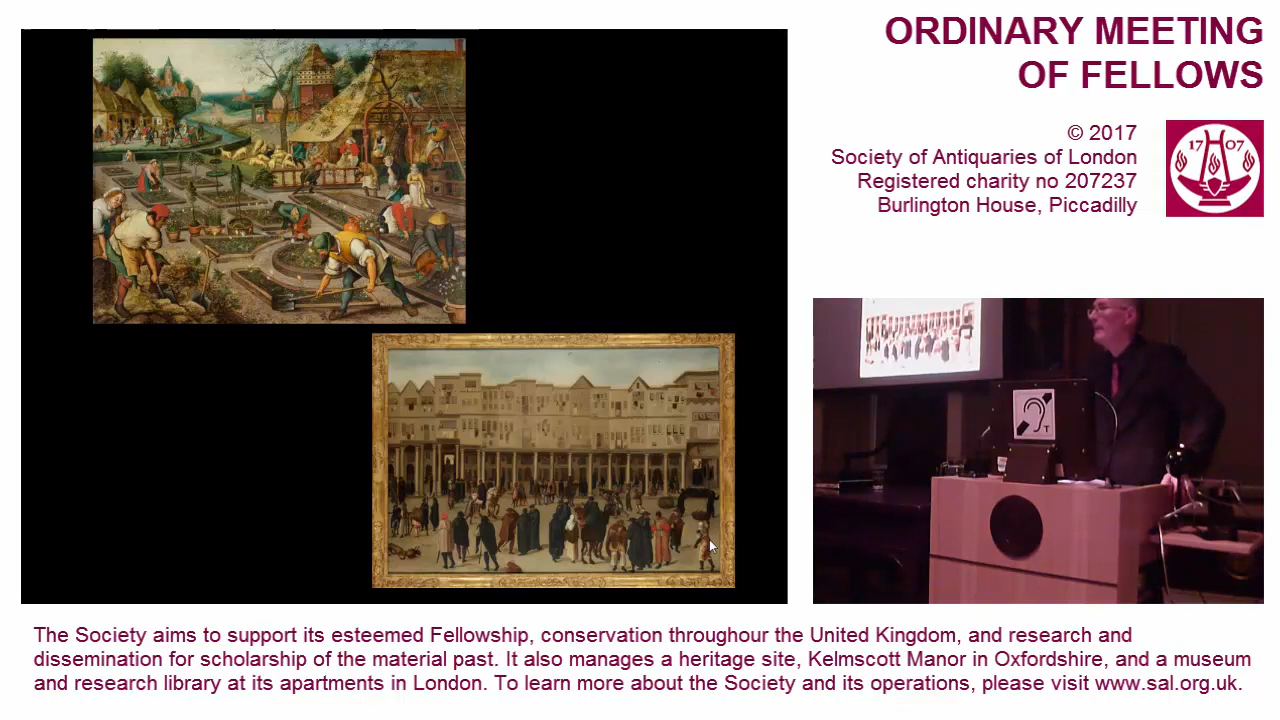 ORDINARY MEETING
OF FELLOWS
© 2017
Society of Antiquaries of London
Registered charity no 207237
Burlington House, Piccadilly
17 07
T
The Society aims to support its esteemed Fellowship, conservation throughour the United Kingdom, and research and
dissemination for scholarship of the material past. It also manages a heritage site, Kelmscott Manor in Oxfordshire, and a museum
and research library at its apartments in London. To learn more about the Society and its operations, please visit www.sal.org.uk.